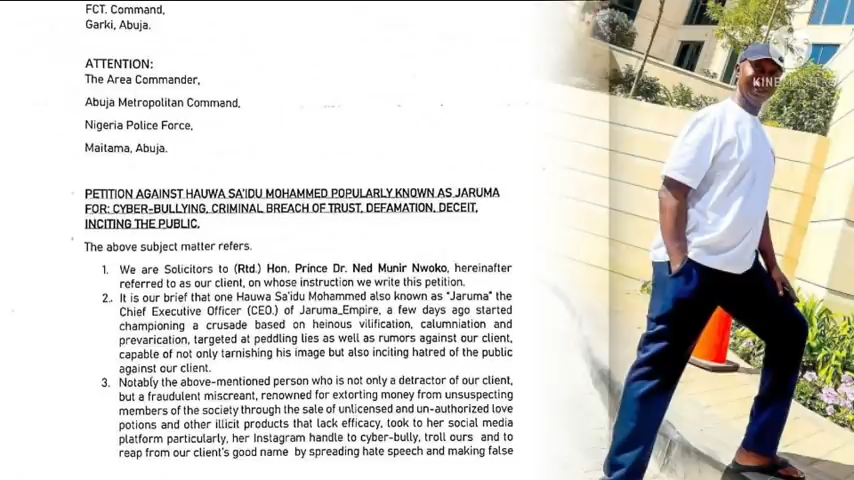 FCT. Command,
Garki, Abuja.
ATTENTION:
The Area Commander,
Abuja Metropolitan Command,
Nigeria Police Force,
Maitama, Abuja.
PETITION AGAINST HAUWA SA'IDU MOHAMMED POPULARLY KNOWN AS JARUMA
FOR: CYBER-BULLYING, CRIMINAL BREACH OF TRUST, DEFAMATION, DECEIT,
INCITING THE PUBLIC.
The above subject matter refers.
1. We are Solicitors to (Rtd.) Hon. Prince Dr. Ned Munir Nwoko, hereinafter
referred to as our client, on whose instruction we write this petition.
2. It is our brief that one Hauwa Sa'idu Mohammed also known as "Jaruma" the
Chief Executive Officer (CEO.) of Jaruma_Empire, a few days ago started
championing a crusade based on heinous vilification, calumniation and
prevarication, targeted at peddling lies as well as rumors against our client,
capable of not only tarnishing his image but also inciting hatred of the public
against our client.
3. Notably the above-mentioned person who is not only a detractor of our client,
but a fraudulent miscreant, renowned for extorting money from unsuspecting
members of the society through the sale of unlicensed and un-authorized love
potions and other illicit products that lack efficacy, took to her social media
platform particularly, her Instagram handle to cyber-bully, troll ours and to
reap from our client's good name by spreading hate speech and making false
KINEMASTER